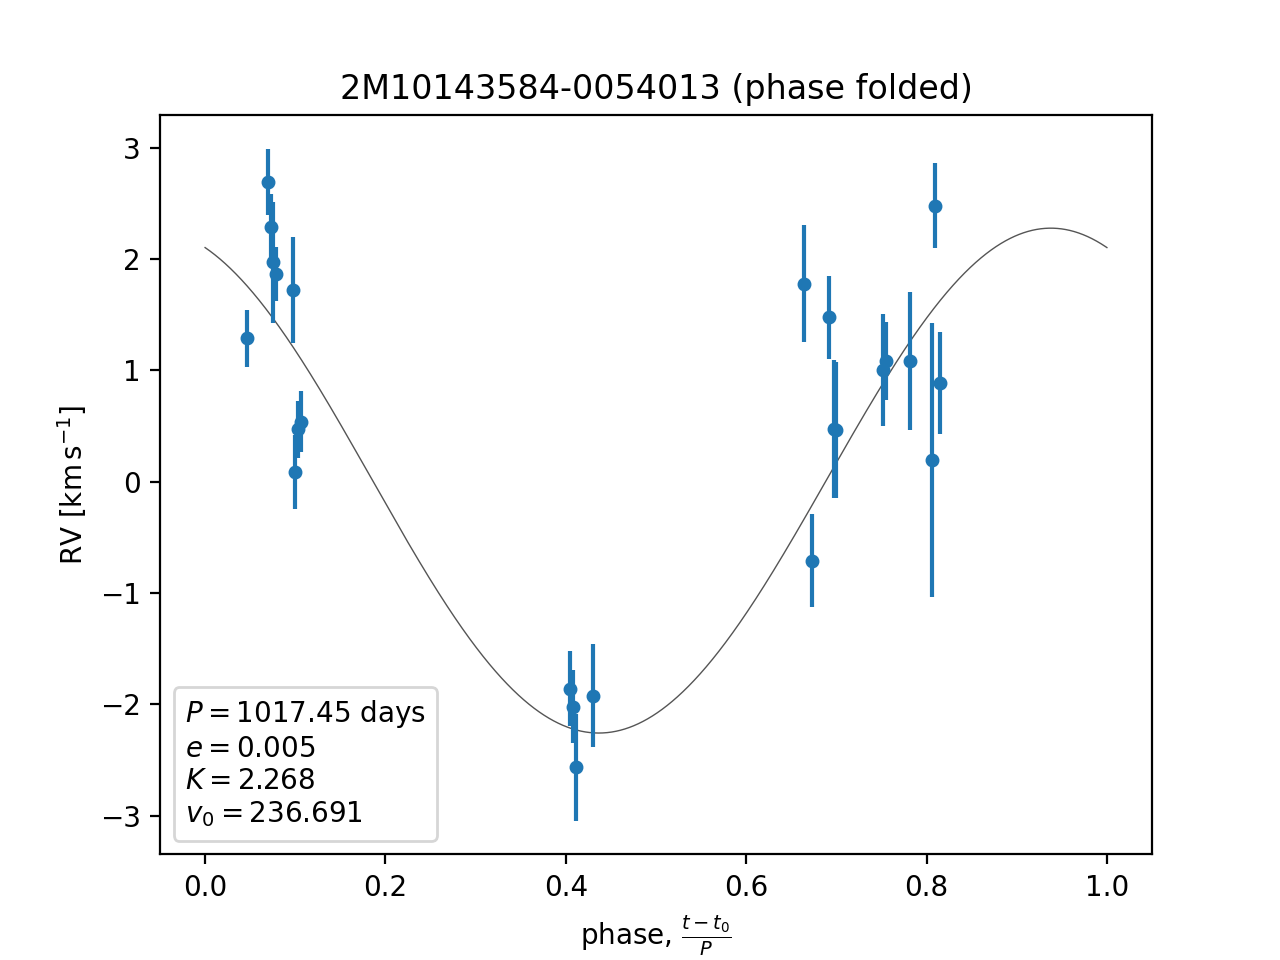 2M10143584-0054013 (phase folded)
RV [km s⁻¹]
3
2
1
0
−1
−2
−3
P = 1017.45 days
e = 0.005
K = 2.268
v₀ = 236.691
0.0 0.2 0.4 0.6 0.8 1.0
phase, (t − t₀)/P